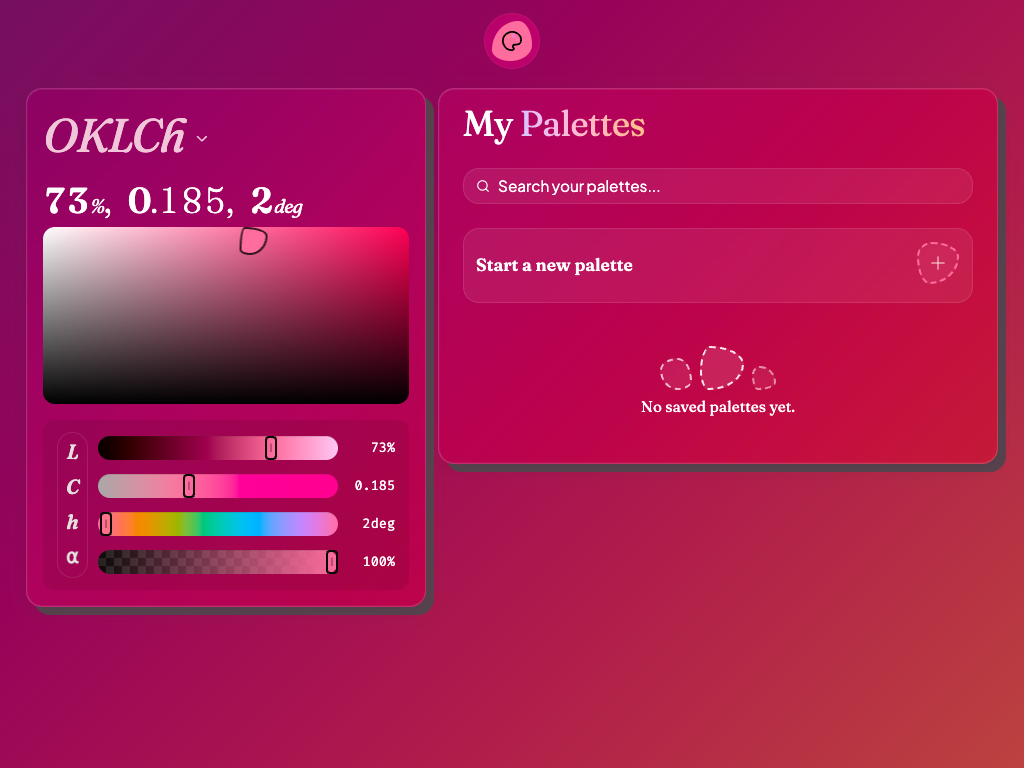 OKLCh
73%, 0.185, 2deg
L 73%
C 0.185
h 2deg
α 100%
My Palettes
Search your palettes...
Start a new palette
No saved palettes yet.